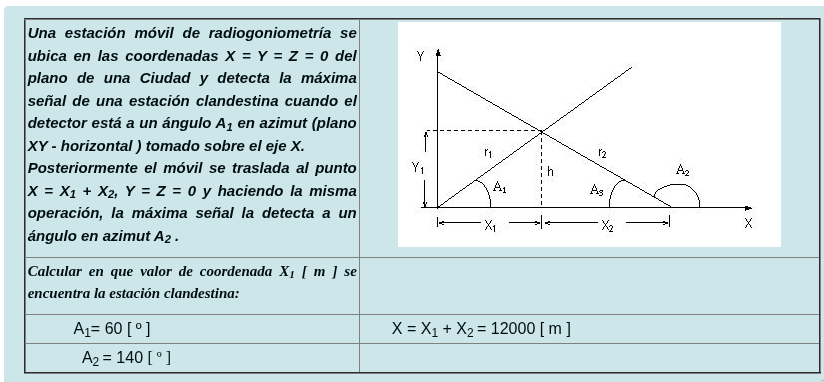 Una estación móvil de radiogoniometría se
ubica en las coordenadas X = Y = Z = 0 del
plano de una Ciudad y detecta la máxima
señal de una estación clandestina cuando el
detector está a un ángulo A1 en azimut (plano
XY - horizontal ) tomado sobre el eje X.
Posteriormente el móvil se traslada al punto
X = X1 + X2, Y = Z = 0 y haciendo la misma
operación, la máxima señal la detecta a un
ángulo en azimut A2 .
Y
r1
r2
Y1
h
A1
A3
A2
X1
X2
X
Calcular en que valor de coordenada X1 [ m ] se
encuentra la estación clandestina:
A1= 60 [ º ]
X = X1 + X2 = 12000 [ m ]
A2 = 140 [ º ]